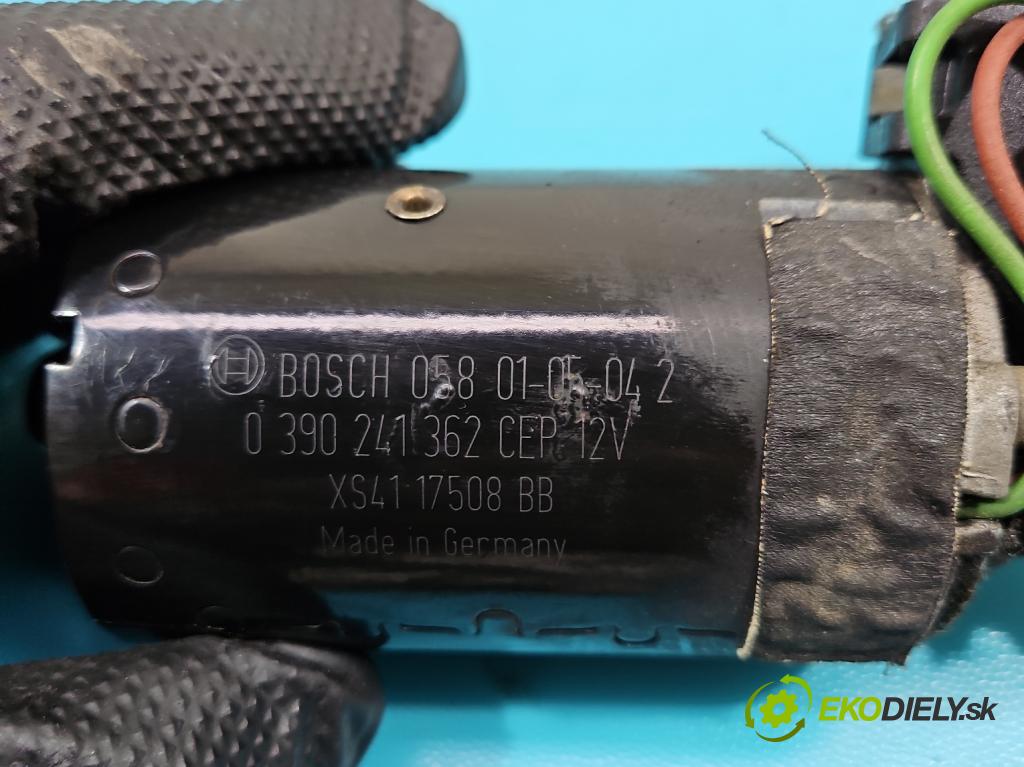 BOSCH 058 01-05-04 2
0 390 241 362 CEP 12V
XS41 17508 BB
Made in Germany
EKODIELY.sk